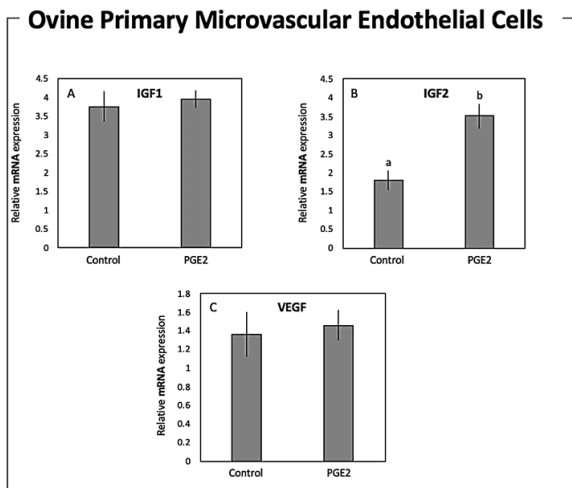 Ovine Primary Microvascular Endothelial Cells
A IGF1
Relative mRNA expression
4.5
4
3.5
3
2.5
2
1.5
1
0.5
0
Control PGE2
B IGF2
Relative mRNA expression
4.5
4
3.5
3
2.5
2
1.5
1
0.5
0
a
b
Control PGE2
C VEGF
Relative mRNA expression
1.8
1.6
1.4
1.2
1
0.8
0.6
0.4
0.2
0
Control PGE2